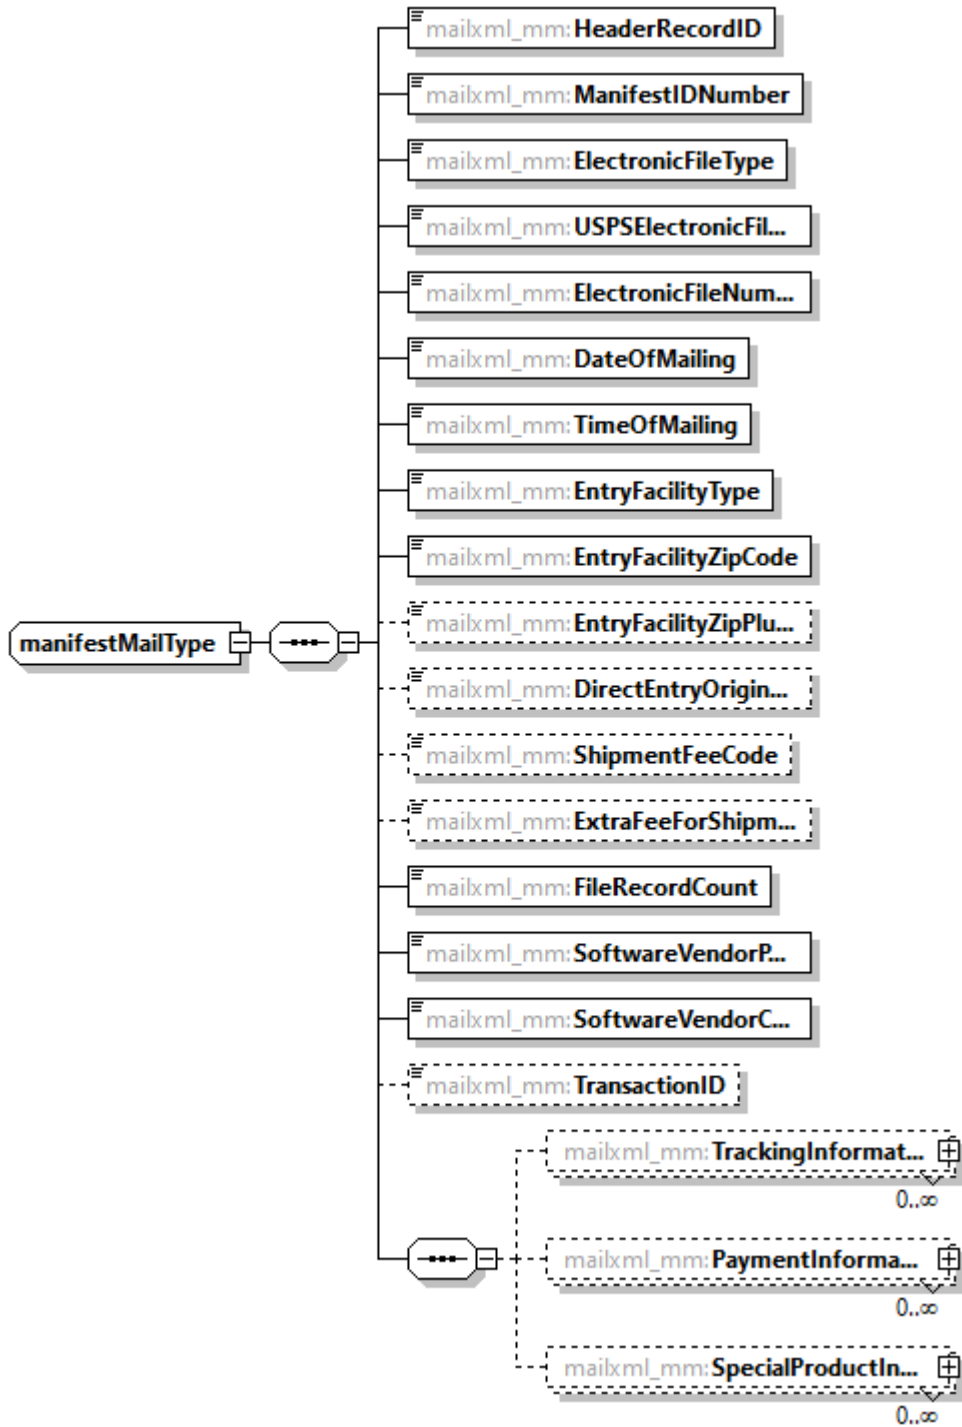 mailxml_mm:HeaderRecordID
mailxml_mm:ManifestIDNumber
mailxml_mm:ElectronicFileType
mailxml_mm:USPSElectronicFil...
mailxml_mm:ElectronicFileNum...
mailxml_mm:DateOfMailing
mailxml_mm:TimeOfMailing
mailxml_mm:EntryFacilityType
mailxml_mm:EntryFacilityZipCode
mailxml_mm:EntryFacilityZipPlu...
manifestMailType
mailxml_mm:DirectEntryOrigin...
mailxml_mm:ShipmentFeeCode
mailxml_mm:ExtraFeeForShipm...
mailxml_mm:FileRecordCount
mailxml_mm:SoftwareVendorP...
mailxml_mm:SoftwareVendorC...
mailxml_mm:TransactionID
mailxml_mm:TrackingInformat...
0..∞
mailxml_mm:PaymentInforma...
0..∞
mailxml_mm:SpecialProductIn...
0..∞